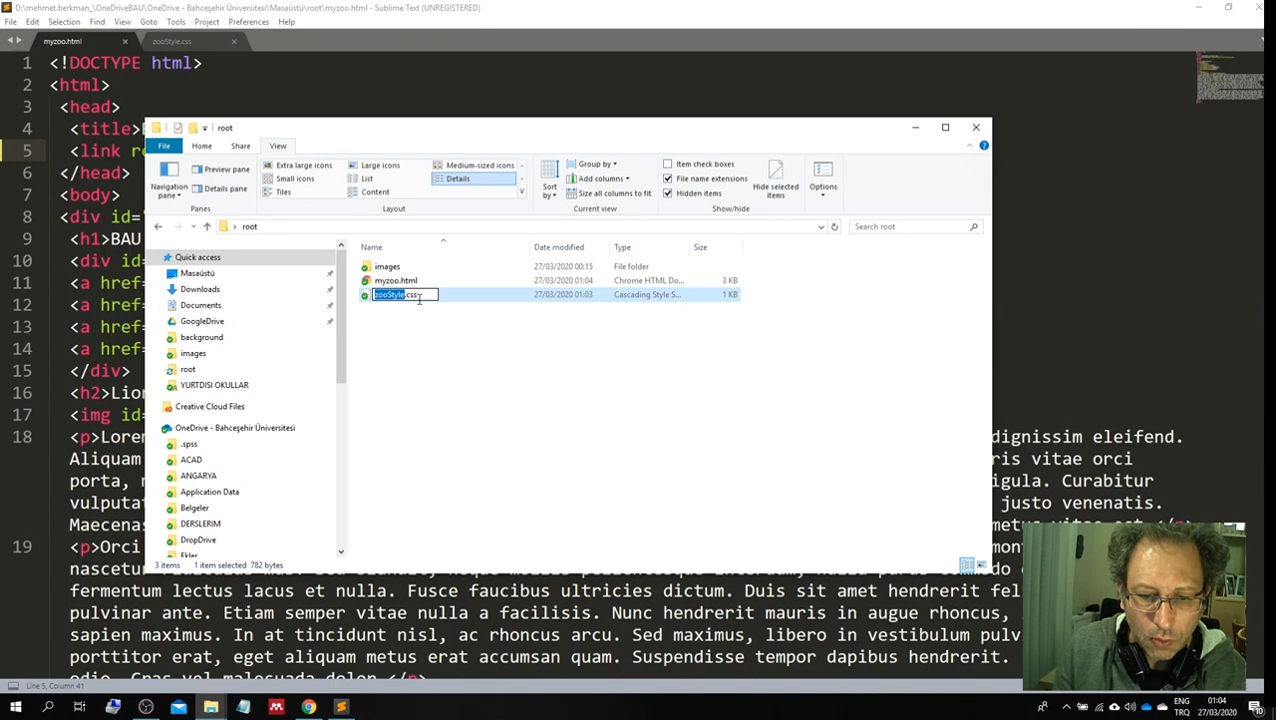 D:\mehmet.berkman_\OneDriveBAU\OneDrive - Bahçeşehir Üniversitesi\Masaüstü\root\myzoo.html - Sublime Text (UNREGISTERED)
File Edit Selection Find View Goto Tools Project Preferences Help
myzoo.html zooStyle.css
1 <!DOCTYPE html>
2 <html>
3 <head>
4 <title>
5 <link
6 </head>
7 <body>
8 <div id=
9 <h1>BAU
10 <div id=
11 <a href=
12 <a href=
13 <a href=
14 <a href=
15 </div>
16 <h2>Lion
17 <img id=
18 <p>Lorem dignissim eleifend.
Aliquam vitae orci
porta, Curabitur
vulputat justo venenatis.
Maecenas
19 <p>Orci
fermentum lectus lacus et nulla. Fusce faucibus ultricies dictum. Duis sit amet hendrerit
pulvinar ante. Etiam semper vitae nulla a facilisis. Nunc hendrerit mauris in augue rhoncus,
sapien maximus. In at tincidunt nisl, ac rhoncus arcu. Sed maximus, libero in vestibulum
porttitor erat, eget aliquam metus erat accumsan quam. Suspendisse tempor dapibus hendrerit.
Line 5, Column 41
root
File Home Share View
Navigation pane
Preview pane
Details pane
Panes
Extra large icons Large icons Medium-sized icons
Small icons List Details
Tiles Content
Layout
Sort by
Group by
Add columns
Size all columns to fit
Current view
Item check boxes
File name extensions
Hidden items
Hide selected items
Show/hide
Options
root
Search root
Quick access
Masaüstü
Downloads
Documents
GoogleDrive
background
images
root
YURTDISI OKULLAR
Creative Cloud Files
OneDrive - Bahçeşehir Üniversitesi
.spss
ACAD
ANGARYA
Application Data
Belgeler
DERSLERIM
DropDrive
Ekler
Name Date modified Type Size
images 27/03/2020 00:15 File folder
myzoo.html 27/03/2020 01:04 Chrome HTML Do... 3 KB
zooStyle.css 27/03/2020 01:03 Cascading Style S... 1 KB
3 items 1 item selected 782 bytes
ENG
TRQ
01:04
27/03/2020
10